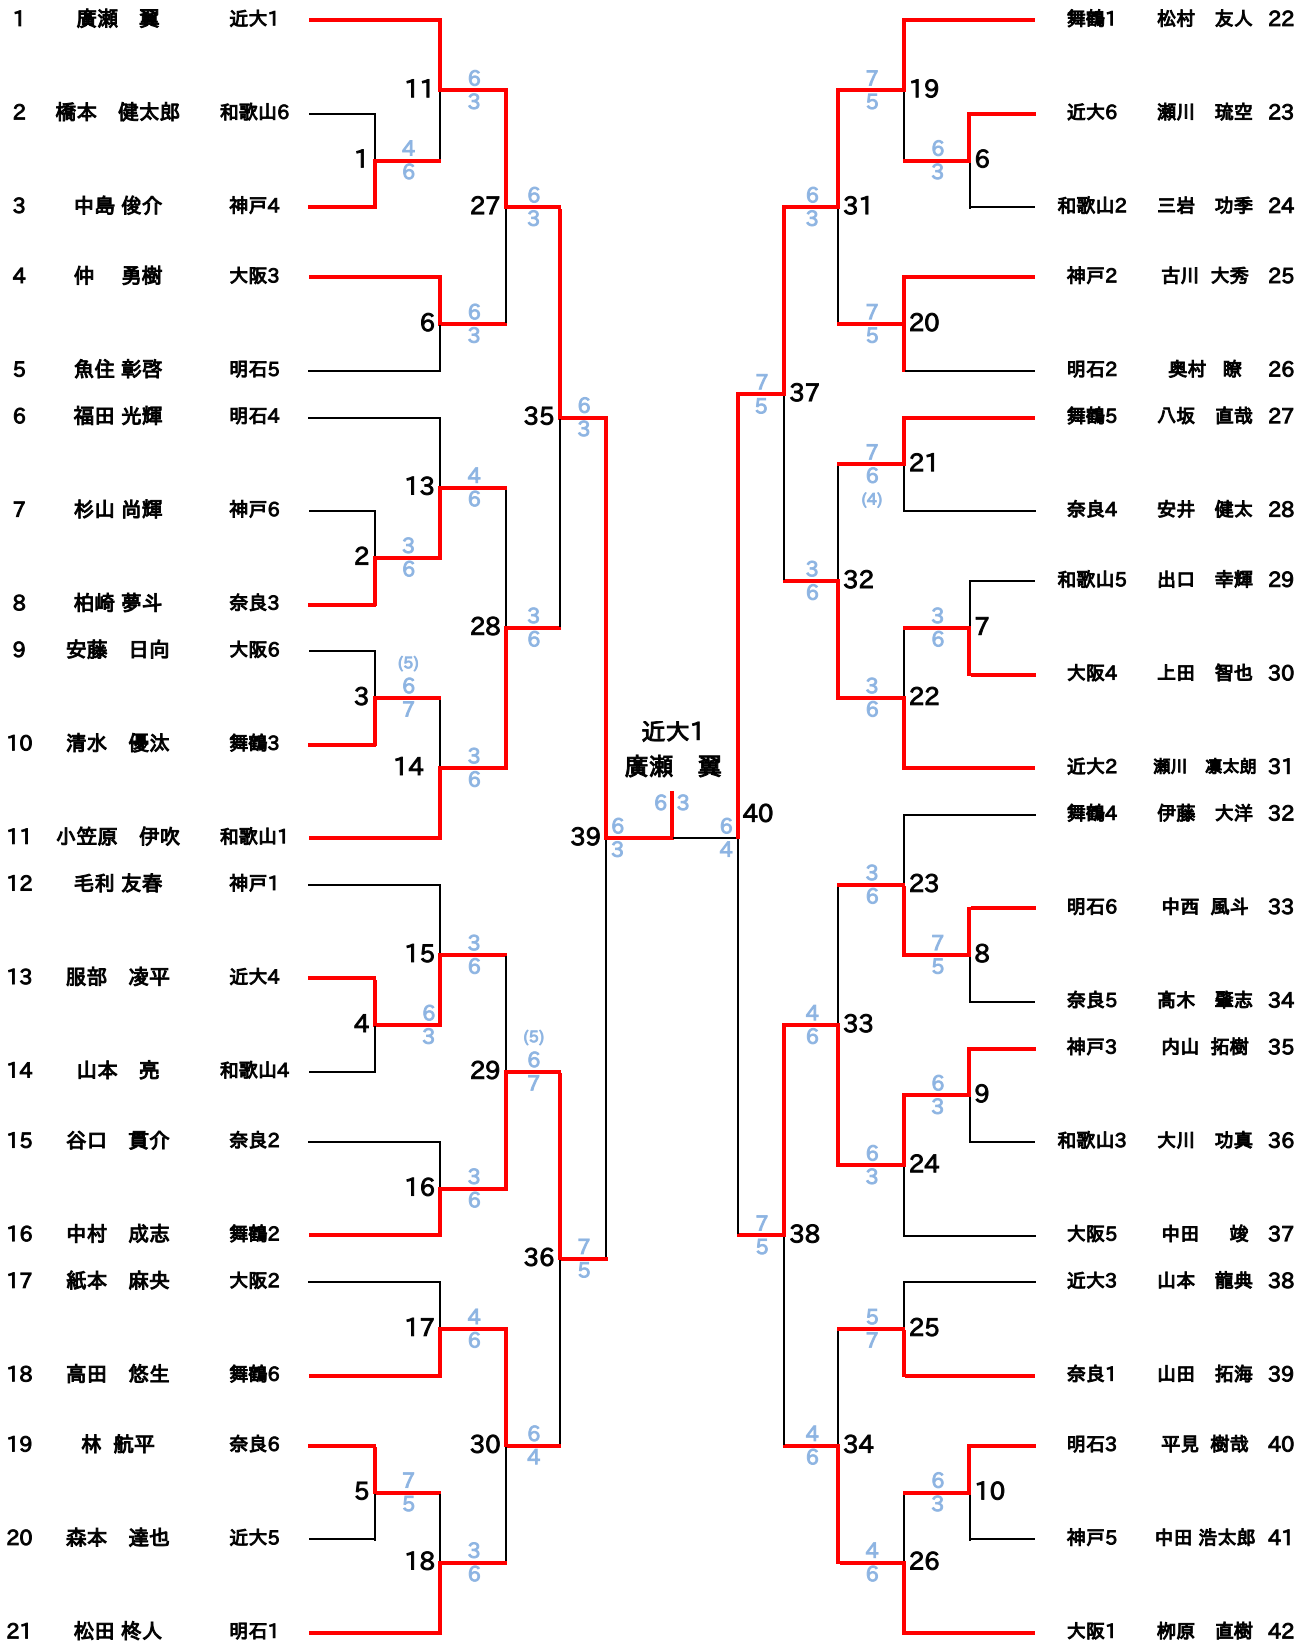 1 廣瀬　翼 近大1
11
6
3
2 橋本　健太郎 和歌山6
1
4
6
3 中島 俊介 神戸4
27
6
3
4 仲　勇樹 大阪3
6
6
3
5 魚住 彰啓 明石5
6 福田 光輝 明石4
35
6
3
13
4
6
7 杉山 尚輝 神戸6
2
3
6
8 柏崎 夢斗 奈良3
28
3
6
9 安藤　日向 大阪6
3
(5)
6
7
10 清水　優汰 舞鶴3
14
3
6
11 小笠原　伊吹 和歌山1
39
6
3
12 毛利 友春 神戸1
15
3
6
13 服部　凌平 近大4
4
6
3
14 山本　亮 和歌山4
29
(5)
6
7
15 谷口　貫介 奈良2
16
3
6
16 中村　成志 舞鶴2
36
7
5
17 紙本　麻央 大阪2
17
4
6
18 高田　悠生 舞鶴6
30
6
4
19 林 航平 奈良6
5
7
5
20 森本　達也 近大5
18
3
6
21 松田 柊人 明石1
近大1
廣瀬　翼
6 3
40
6
4
舞鶴1 松村　友人 22
7
5
19
近大6 瀬川　琉空 23
6
3
6
和歌山2 三岩　功季 24
6
3
31
神戸2 古川 大秀 25
7
5
20
明石2 奥村　瞭 26
7
5
37
舞鶴5 八坂　直哉 27
7
6
(4)
21
奈良4 安井　健太 28
3
6
32
和歌山5 出口　幸輝 29
3
6
7
大阪4 上田　智也 30
3
6
22
近大2 瀬川　凛太朗 31
舞鶴4 伊藤　大洋 32
3
6
23
明石6 中西 風斗 33
7
5
8
奈良5 髙木　肇志 34
4
6
33
神戸3 内山 拓樹 35
6
3
9
和歌山3 大川　功真 36
6
3
24
大阪5 中田　竣 37
7
5
38
近大3 山本　龍典 38
5
7
25
奈良1 山田　拓海 39
4
6
34
明石3 平見 樹哉 40
6
3
10
神戸5 中田 浩太郎 41
4
6
26
大阪1 栁原　直樹 42